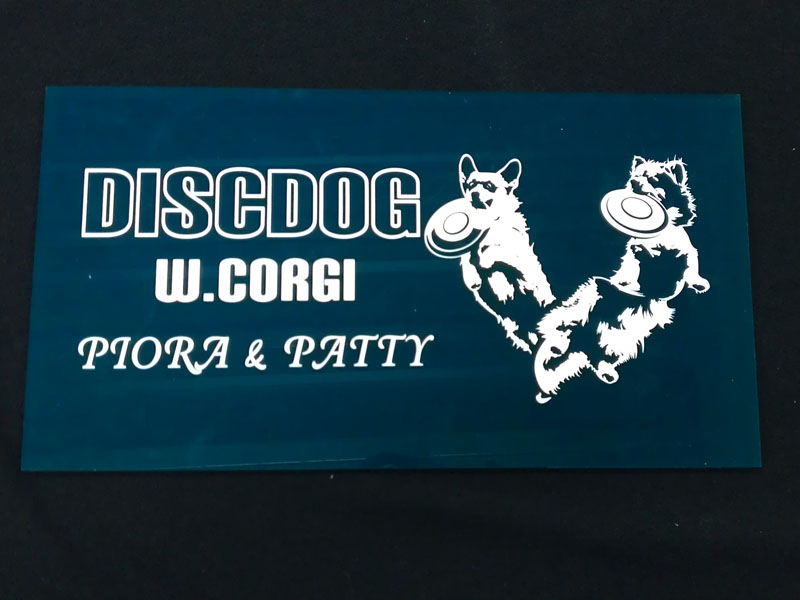 DISCDOG
W.CORGI
PIORA & PATTY